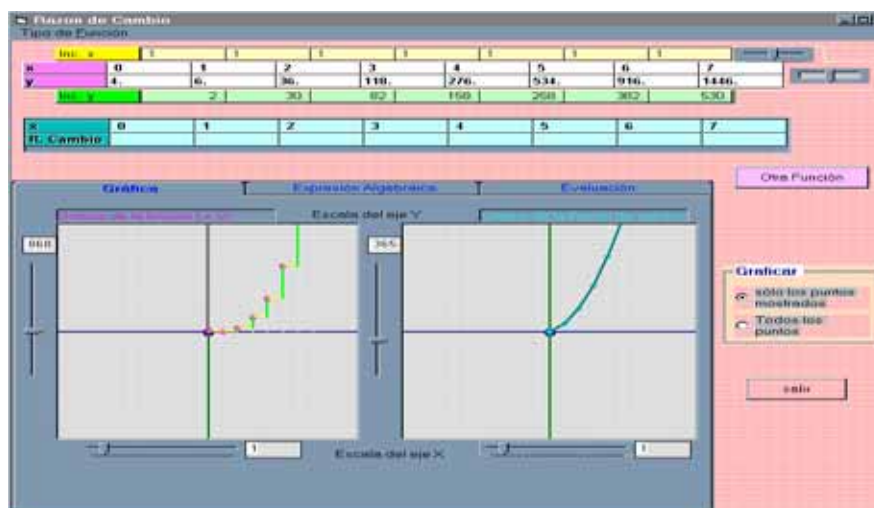 Razon de Cambio
Tipo de Función
Inc. x 1 1 1 1 1 1 1
x 0 1 2 3 4 5 6 7
y 4. 6. 36. 118. 276. 534. 916. 1446.
Inc. y 2 30 82 158 258 382 530
x 0 1 2 3 4 5 6 7
R. Cambio
Otra Función
Gráfica Expresión Algebraica Evaluación
Escala del eje Y
868 365
Graficar
sólo los puntos
mostrados
Todos los
puntos
1 1
Escala del eje X